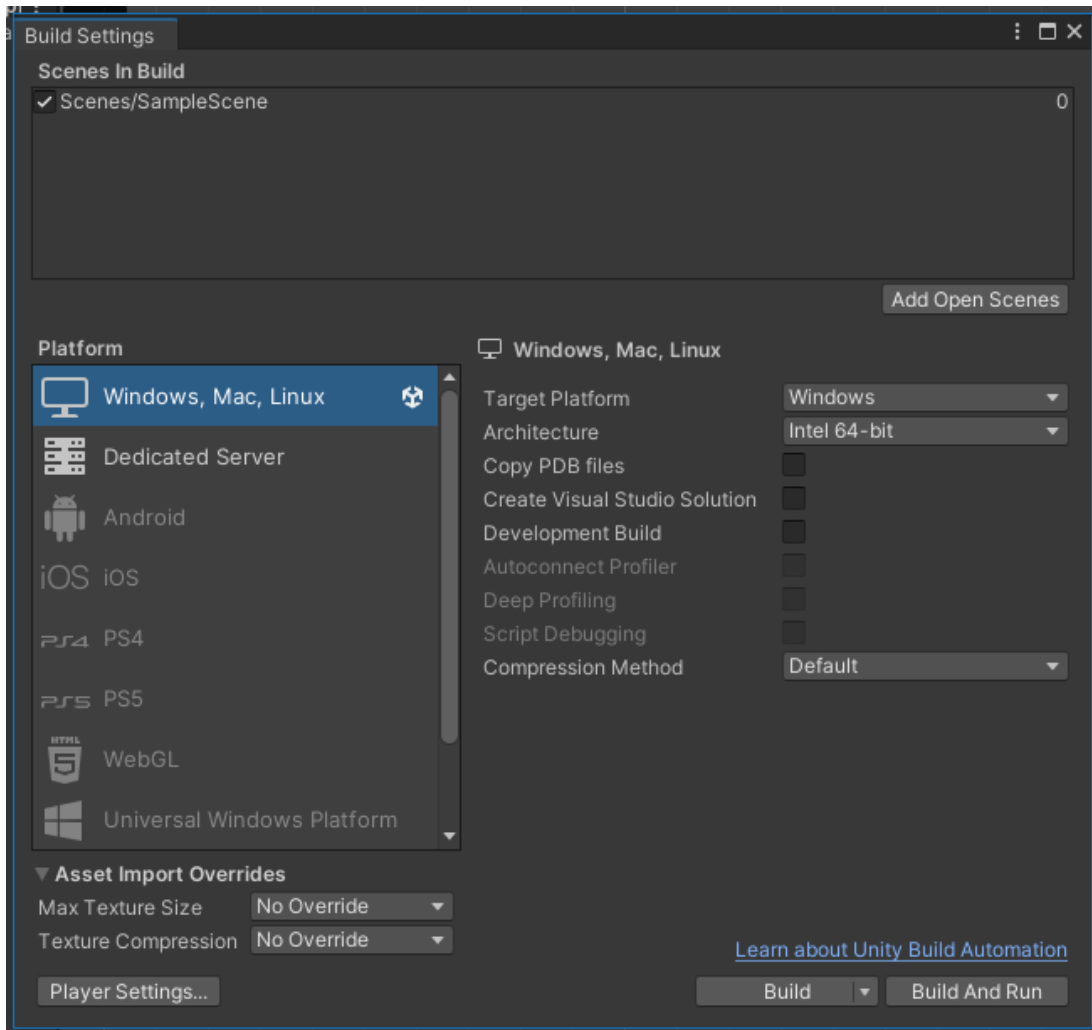 Build Settings
Scenes In Build
Scenes/SampleScene 0
Add Open Scenes
Platform
Windows, Mac, Linux
Dedicated Server
Android
iOS iOS
PS4 PS4
PS5 PS5
HTML 5 WebGL
Universal Windows Platform
Windows, Mac, Linux
Target Platform Windows
Architecture Intel 64-bit
Copy PDB files
Create Visual Studio Solution
Development Build
Autoconnect Profiler
Deep Profiling
Script Debugging
Compression Method Default
Asset Import Overrides
Max Texture Size No Override
Texture Compression No Override
Learn about Unity Build Automation
Player Settings... Build Build And Run